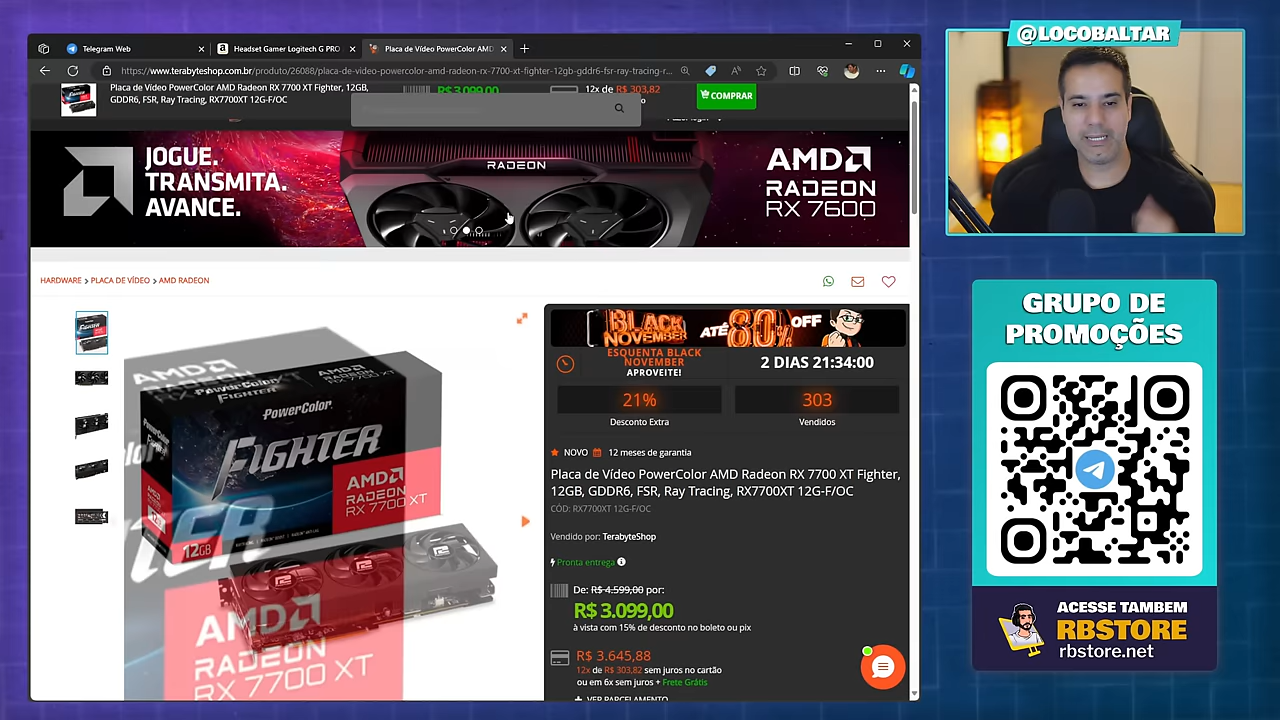 Telegram Web
Headset Gamer Logitech G PRO
Placa de Vídeo PowerColor AMD
https://www.terabyteshop.com.br/produto/26088/placa-de-video-powercolor-amd-radeon-rx-7700-xt-fighter-12gb-gddr6-fsr-ray-tracing-r...
Placa de Vídeo PowerColor AMD Radeon RX 7700 XT Fighter, 12GB,
GDDR6, FSR, Ray Tracing, RX7700XT 12G-F/OC
R$ 3.099,00
12x de R$ 303,82
COMPRAR
JOGUE.
TRANSMITA.
AVANCE.
RADEON
AMD
RADEON
RX 7600
HARDWARE > PLACA DE VÍDEO > AMD RADEON
AMD
PowerColor
FIGHTER
AMD
RADEON
RX 7700 XT
12GB
AMD
RADEON
RX 7700 XT
BLACK
NOVEMBER
ATÉ 80% OFF
ESQUENTA BLACK
NOVEMBER
APROVEITE!
2 DIAS 21:34:00
21%
Desconto Extra
303
Vendidos
NOVO
12 meses de garantia
Placa de Vídeo PowerColor AMD Radeon RX 7700 XT Fighter,
12GB, GDDR6, FSR, Ray Tracing, RX7700XT 12G-F/OC
CÓD: RX7700XT 12G-F/OC
Vendido por: TerabyteShop
Pronta entrega
De: R$ 4.599,00 por:
R$ 3.099,00
à vista com 15% de desconto no boleto ou pix
R$ 3.645,88
12x de R$ 303,82 sem juros no cartão
ou em 6x sem juros + Frete Grátis
+ VER PARCELAMENTO
@LOCOBALTAR
GRUPO DE
PROMOÇÕES
ACESSE TAMBEM
RBSTORE
rbstore.net